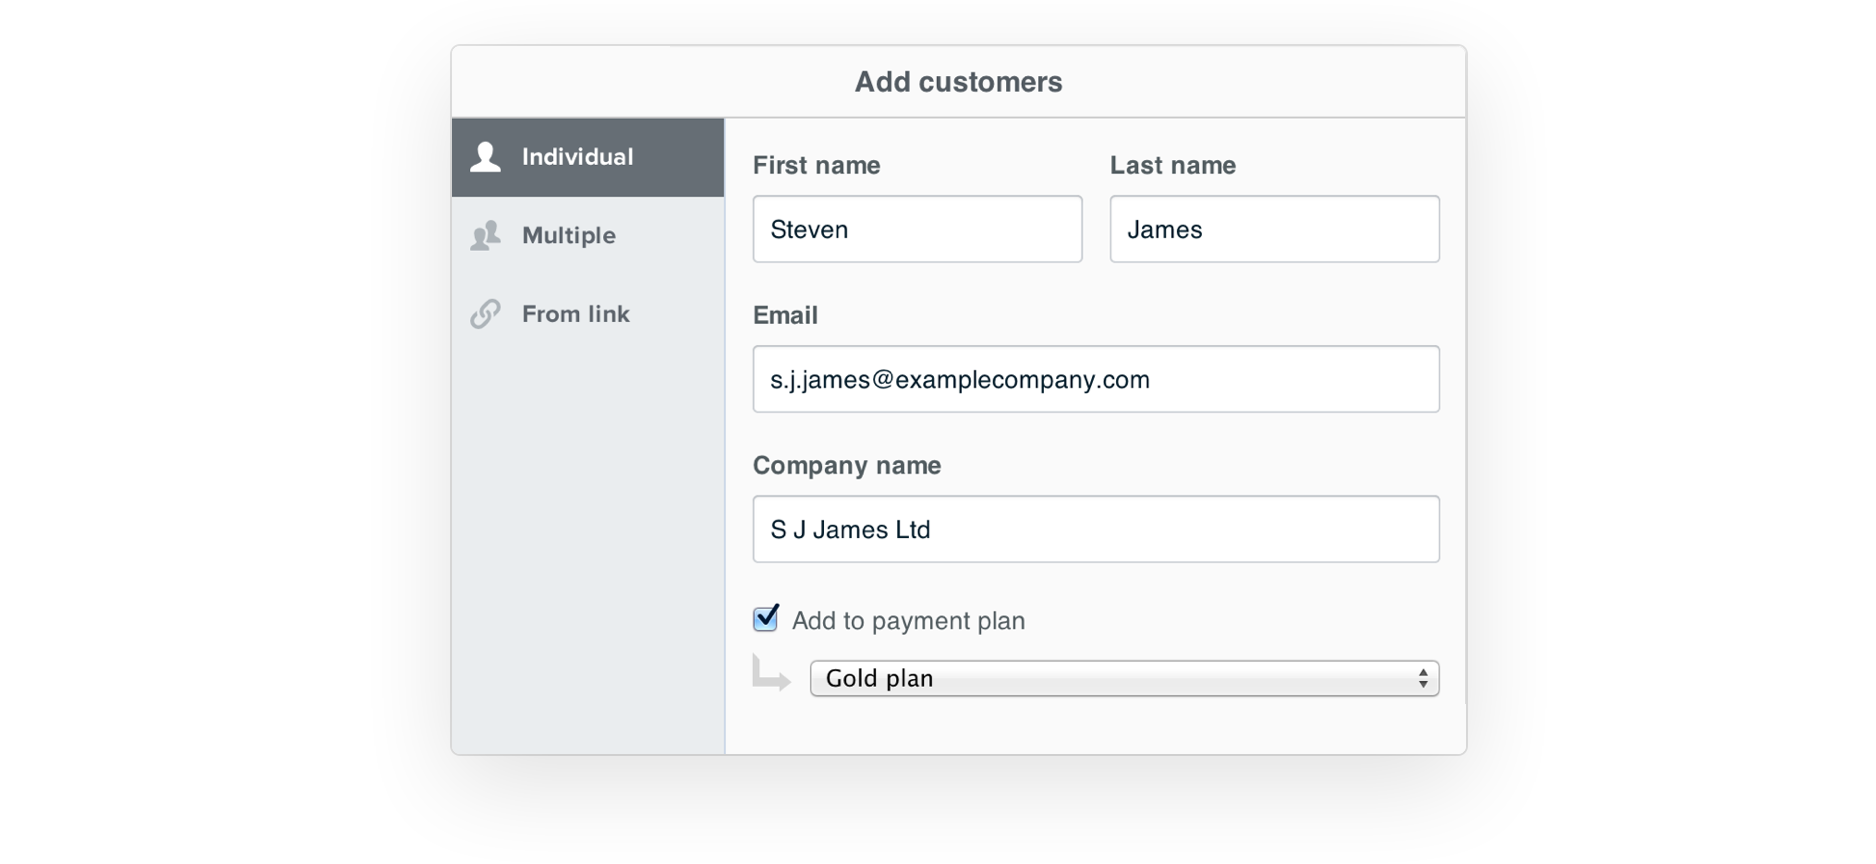 Add customers
Individual
Multiple
From link
First name
Last name
Steven
James
Email
s.j.james@examplecompany.com
Company name
S J James Ltd
Add to payment plan
Gold plan